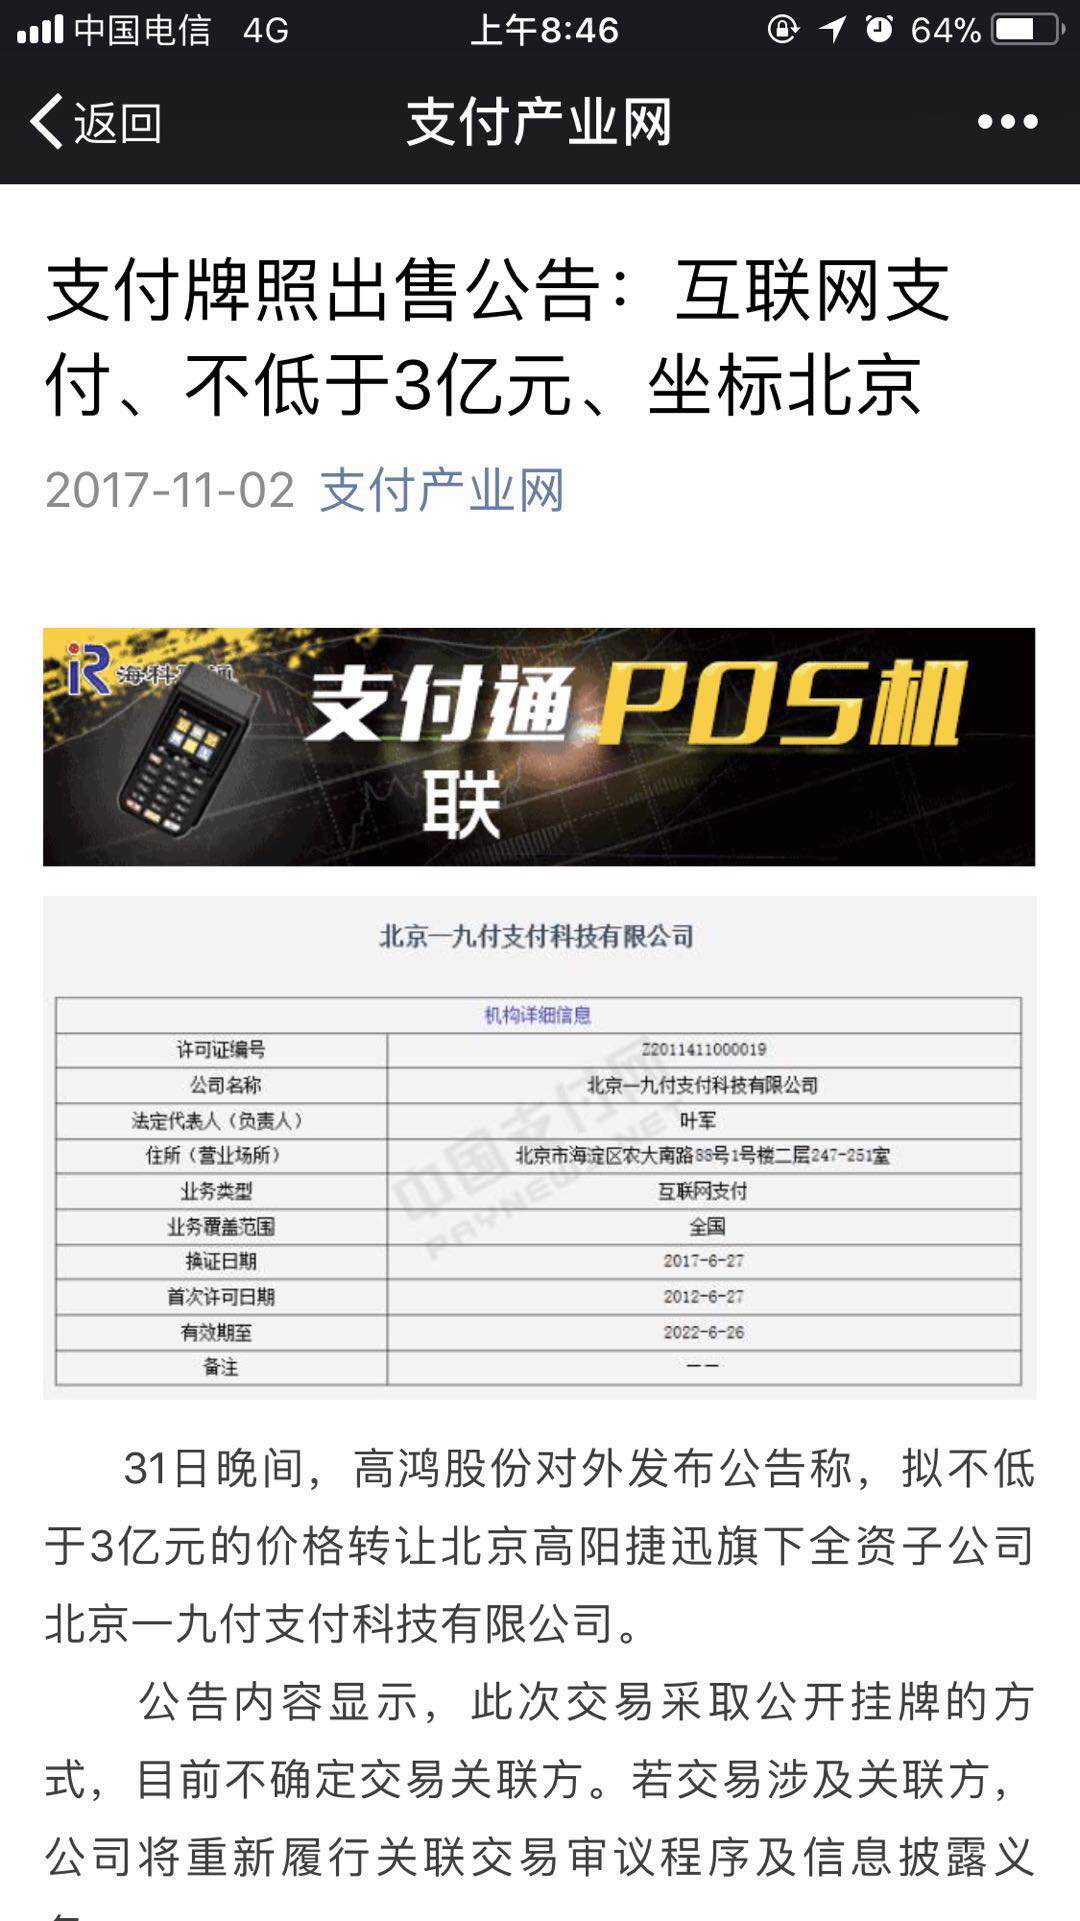 中国电信 4G 上午8:46 64%
返回 支付产业网
支付牌照出售公告：互联网支
付、不低于3亿元、坐标北京
2017-11-02 支付产业网
支付通POS机
联
北京一九付支付科技有限公司
机构详细信息
许可证编号 Z2011411000019
公司名称 北京一九付支付科技有限公司
法定代表人（负责人） 叶军
住所（营业场所） 北京市海淀区农大南路88号1号楼二层247-251室
业务类型 互联网支付
业务覆盖范围 全国
换证日期 2017-6-27
首次许可日期 2012-6-27
有效期至 2022-6-26
备注 ——
中国支付网
PAYNEWS.NET
31日晚间，高鸿股份对外发布公告称，拟不低
于3亿元的价格转让北京高阳捷迅旗下全资子公司
北京一九付支付科技有限公司。
公告内容显示，此次交易采取公开挂牌的方
式，目前不确定交易关联方。若交易涉及关联方，
公司将重新履行关联交易审议程序及信息披露义